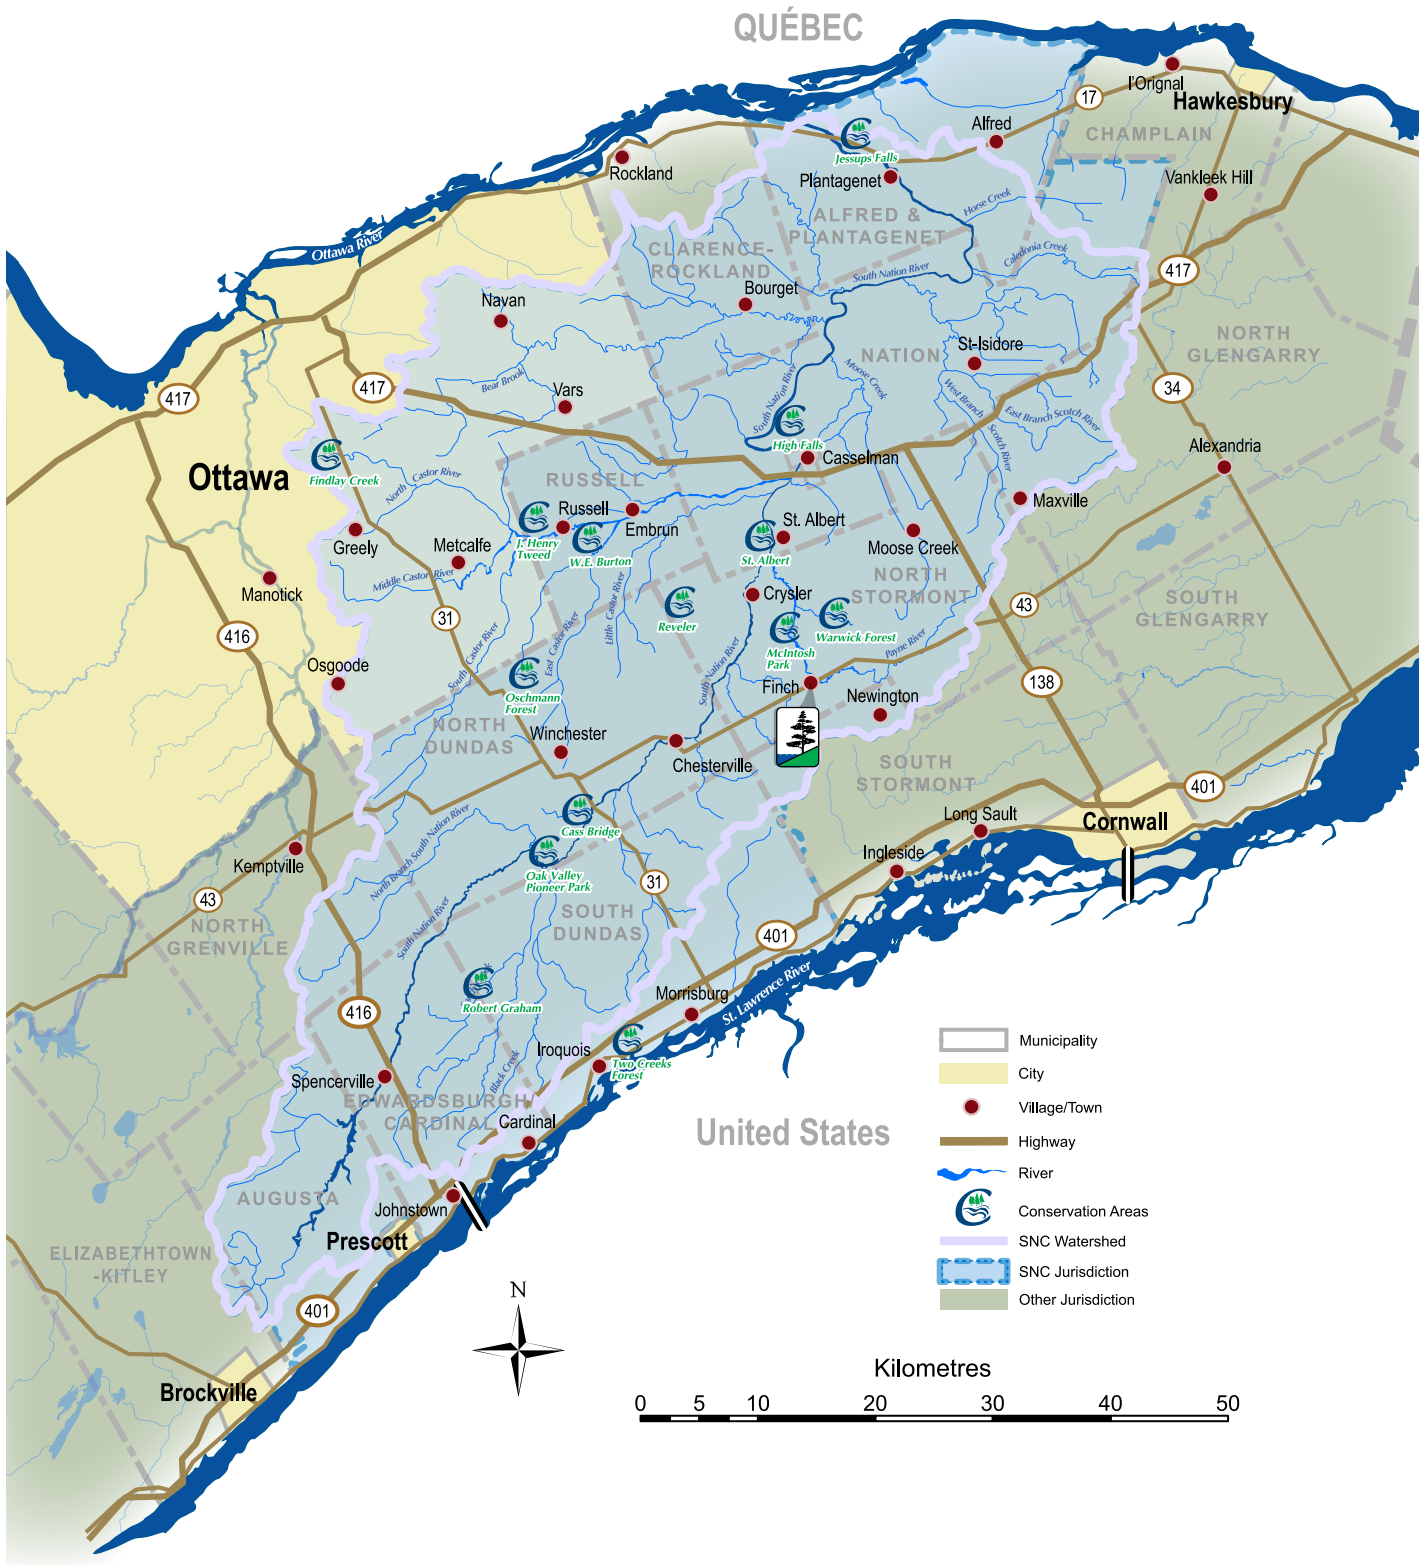 QUÉBEC
l'Orignal
Hawkesbury
17
CHAMPLAIN
Alfred
Jessups Falls
Rockland
Plantagenet
Vankleek Hill
Horse Creek
ALFRED &
PLANTAGENET
Ottawa River
CLARENCE-
ROCKLAND
Caledonia Creek
South Nation River
417
Bourget
Navan
NORTH
GLENGARRY
St-Isidore
NATION
Moose Creek
Bear Brook
417
417
Vars
34
South Nation River
West Branch
Scotch River
East Branch Scotch River
High Falls
Casselman
Alexandria
Findlay Creek
Ottawa
North Castor River
RUSSELL
Maxville
Russell
Embrun
J. Henry
Tweed
W.E. Burton
St. Albert
St. Albert
Moose Creek
Greely
Metcalfe
Middle Castor River
Manotick
NORTH
STORMONT
Crysler
SOUTH
GLENGARRY
43
Reveler
Warwick Forest
McIntosh
Park
Payne River
31
416
Little Castor River
East Castor River
South Castor River
South Nation River
Osgoode
Oschmann
Forest
Finch
Newington
138
NORTH
DUNDAS
Winchester
Chesterville
SOUTH
STORMONT
401
Cass Bridge
Long Sault
Cornwall
Kemptville
North Branch South Nation River
Oak Valley
Pioneer Park
Ingleside
31
43
NORTH
GRENVILLE
SOUTH
DUNDAS
South Nation River
401
Robert Graham
Morrisburg
St. Lawrence River
416
Iroquois
Two Creeks
Forest
Black Creek
Spencerville
EDWARDSBURGH/
CARDINAL
Cardinal
United States
AUGUSTA
Johnstown
Prescott
ELIZABETHTOWN
-KITLEY
401
Brockville
N
Municipality
City
Village/Town
Highway
River
Conservation Areas
SNC Watershed
SNC Jurisdiction
Other Jurisdiction
Kilometres
0 5 10 20 30 40 50